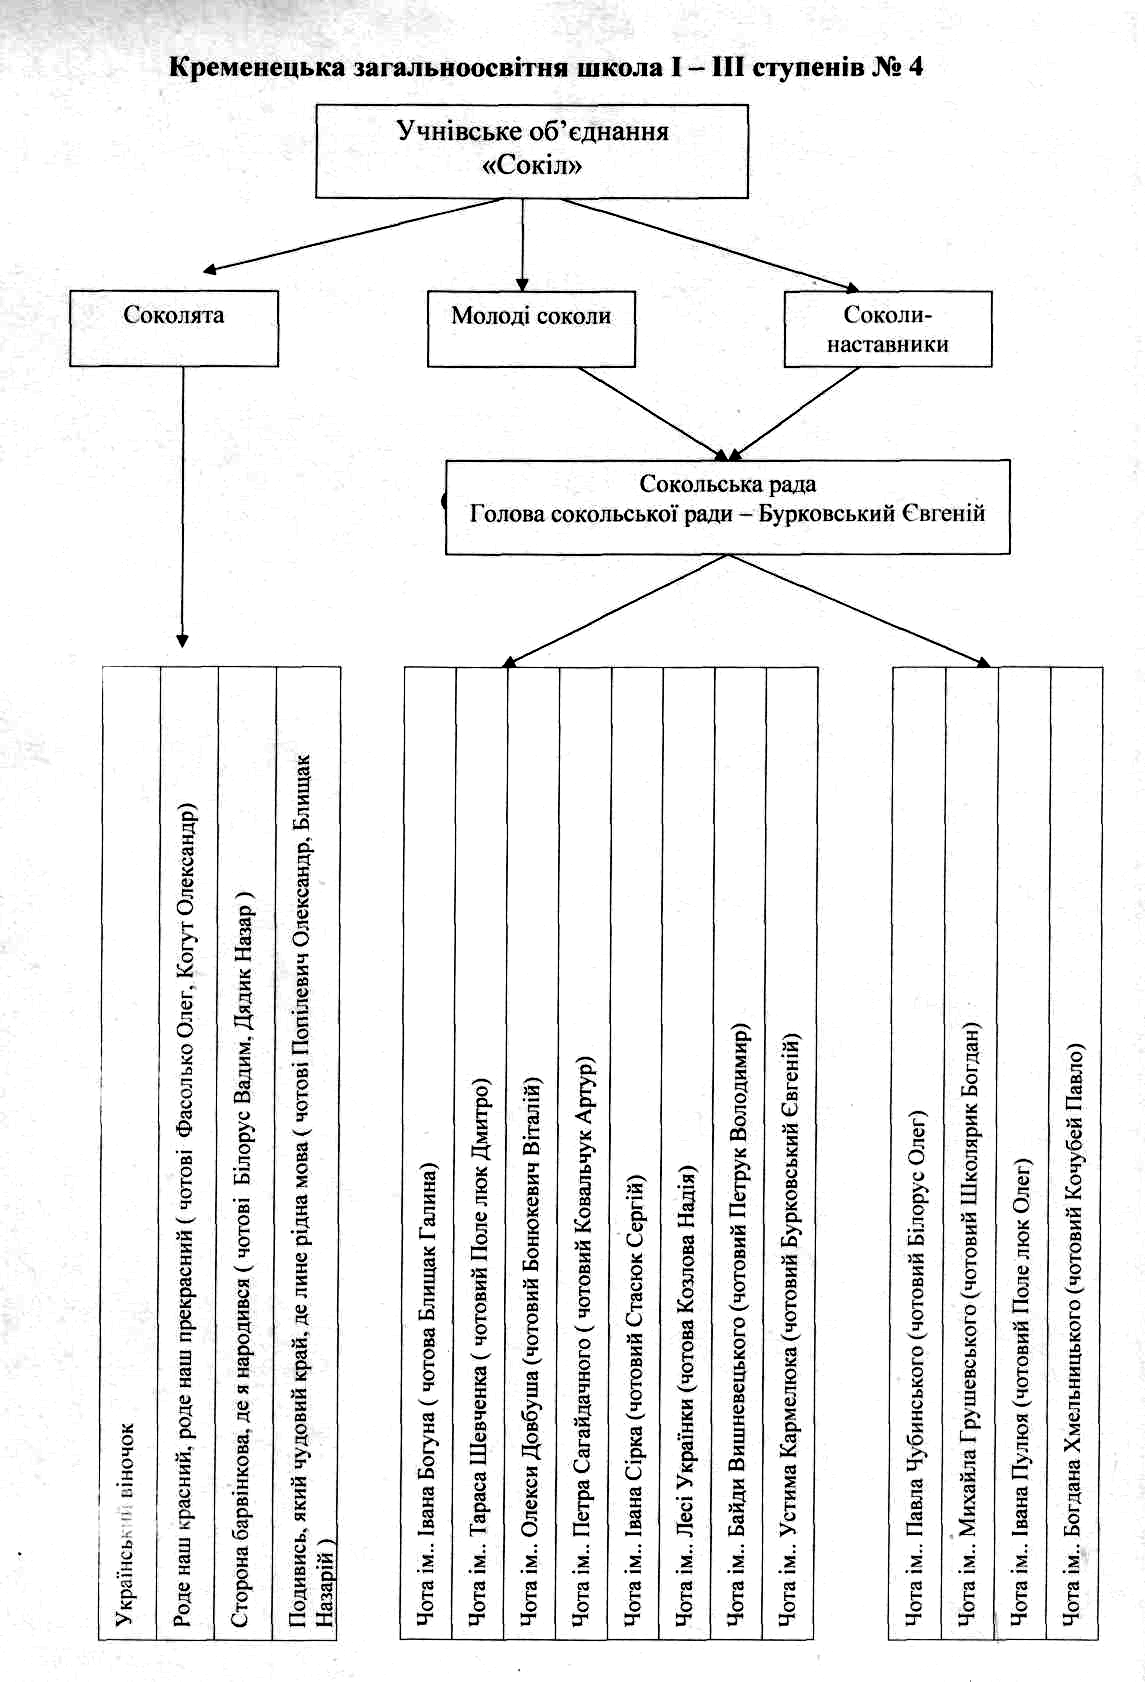 Кременецька загальноосвітня школа І – ІІІ ступенів № 4
Учнівське об’єднання
«Сокіл»
Соколята
Молоді соколи
Соколи-
наставники
Сокольська рада
Голова сокольської ради – Бурковський Євгеній
Український віночок
Роде наш красний, роде наш прекрасний ( чотові Фасолько Олег, Когут Олександр)
Сторона барвінкова, де я народився ( чотові Білорус Вадим, Дядик Назар )
Подивись, який чудовий край, де лине рідна мова ( чотові Попілевич Олександр, Блищак
Назарій )
Чота ім.. Івана Богуна ( чотова Блищак Галина)
Чота ім.. Тараса Шевченка ( чотовий Поле люк Дмитро)
Чота ім.. Олекси Довбуша (чотовий Бонюкевич Віталій)
Чота ім.. Петра Сагайдачного ( чотовий Ковальчук Артур)
Чота ім.. Івана Сірка (чотовий Стасюк Сергій)
Чота ім.. Лесі Українки (чотова Козлова Надія)
Чота ім.. Байди Вишневецького (чотовий Петрук Володимир)
Чота ім.. Устима Кармелюка (чотовий Бурковський Євгеній)
Чота ім.. Павла Чубинського (чотовий Білорус Олег)
Чота ім.. Михайла Грушевського (чотовий Школярик Богдан)
Чота ім.. Івана Пулюя (чотовий Поле люк Олег)
Чота ім.. Богдана Хмельницького (чотовий Кочубей Павло)